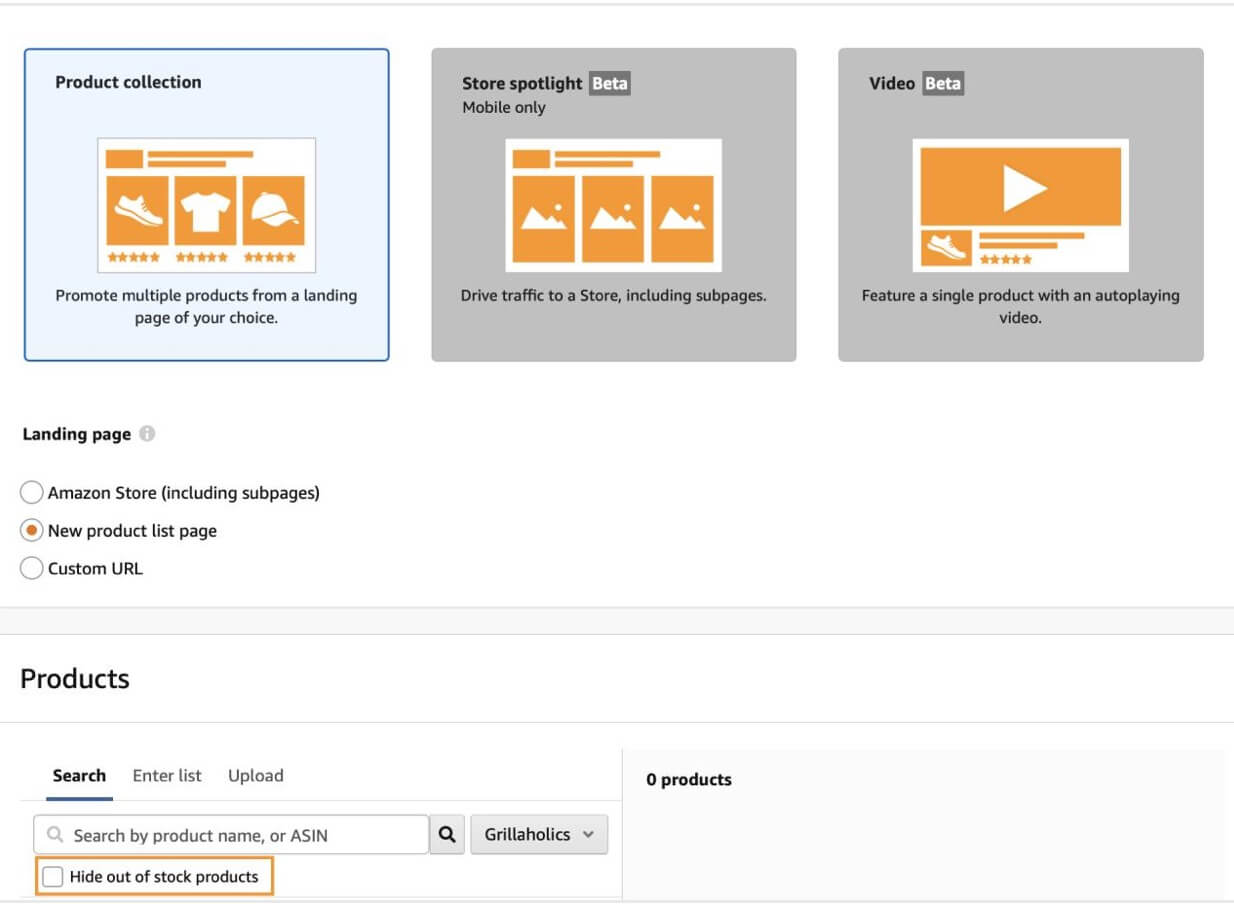 Product collection
Promote multiple products from a landing
page of your choice.
Store spotlight Beta
Mobile only
Drive traffic to a Store, including subpages.
Video Beta
Feature a single product with an autoplaying
video.
Landing page
Amazon Store (including subpages)
New product list page
Custom URL
Products
Search Enter list Upload
Search by product name, or ASIN
Grillaholics
Hide out of stock products
0 products